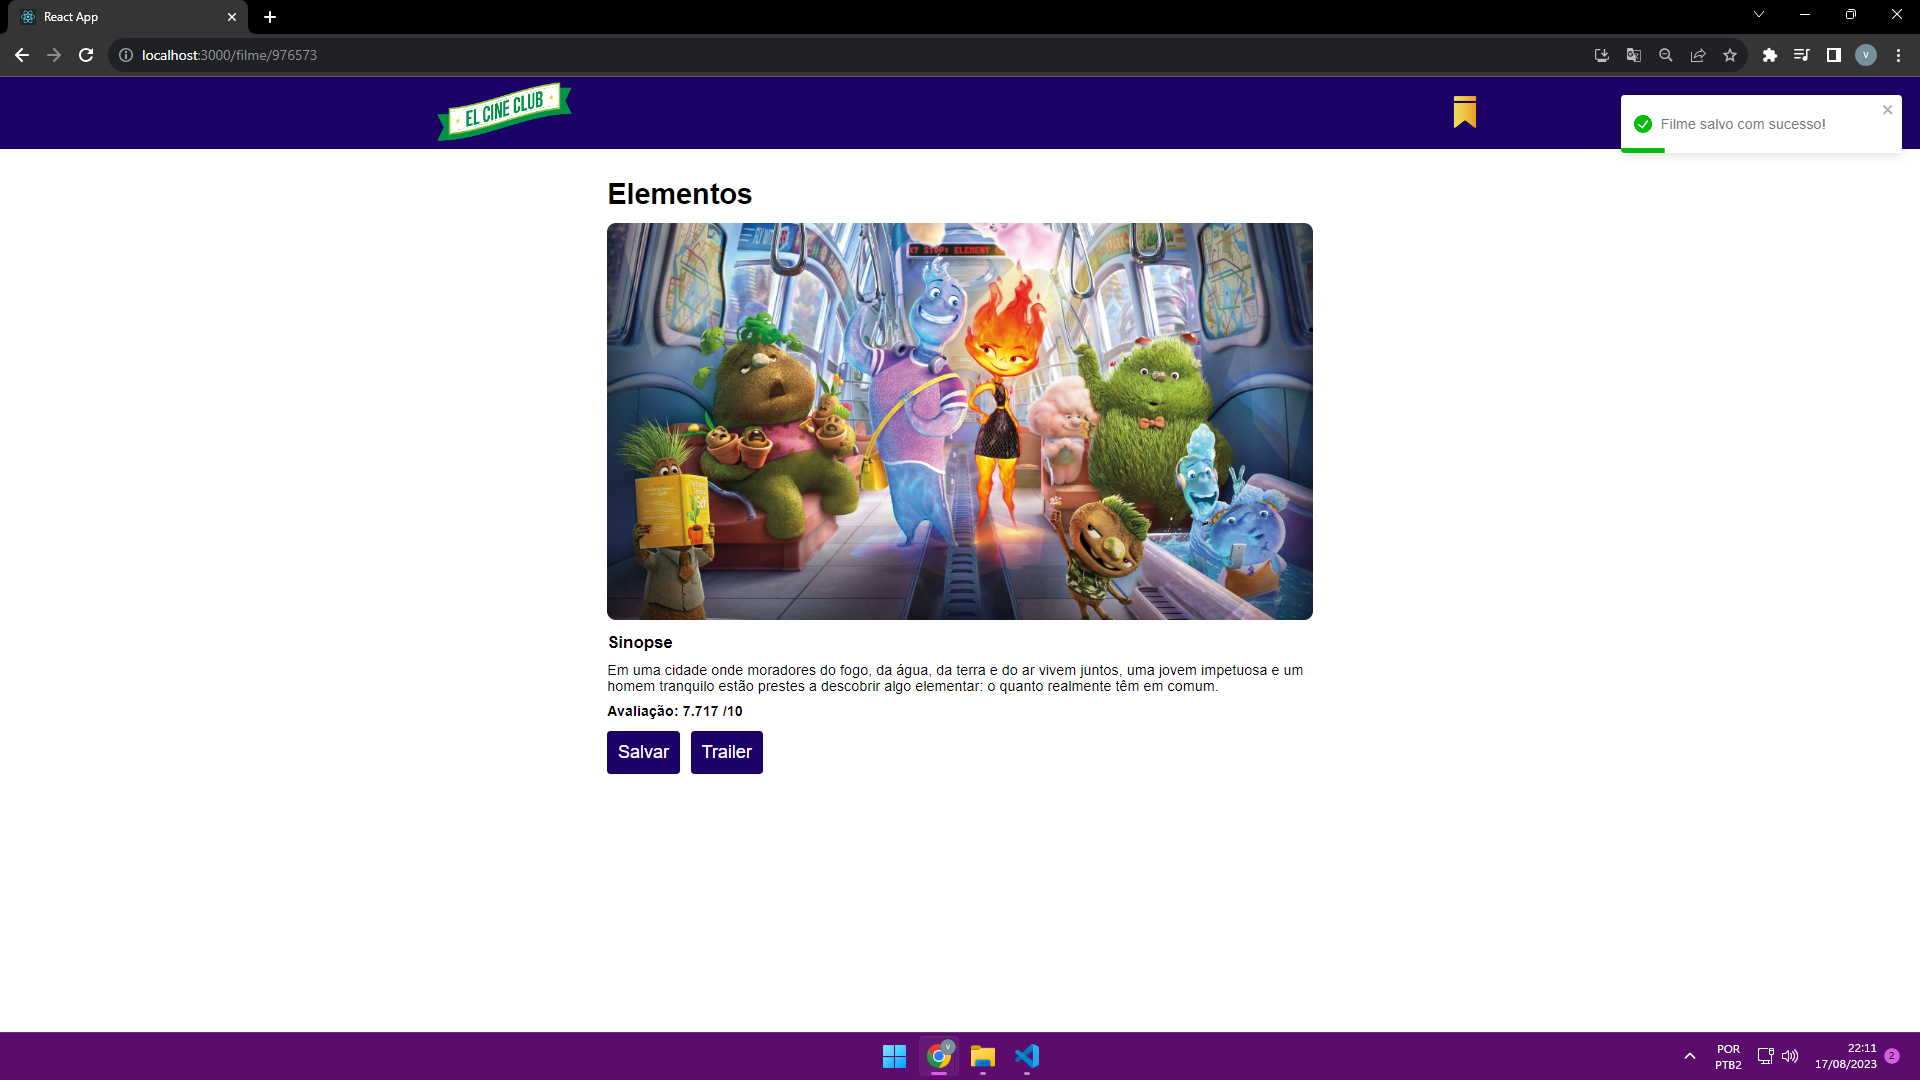 React App
localhost:3000/filme/976573
V
EL CINE CLUB
Filme salvo com sucesso!
Elementos
XT STOP: ELEMENT
Sinopse
Em uma cidade onde moradores do fogo, da água, da terra e do ar vivem juntos, uma jovem impetuosa e um
homem tranquilo estão prestes a descobrir algo elementar: o quanto realmente têm em comum.
Avaliação: 7.717 /10
Salvar
Trailer
V
POR
PTB2
22:11
17/08/2023
2